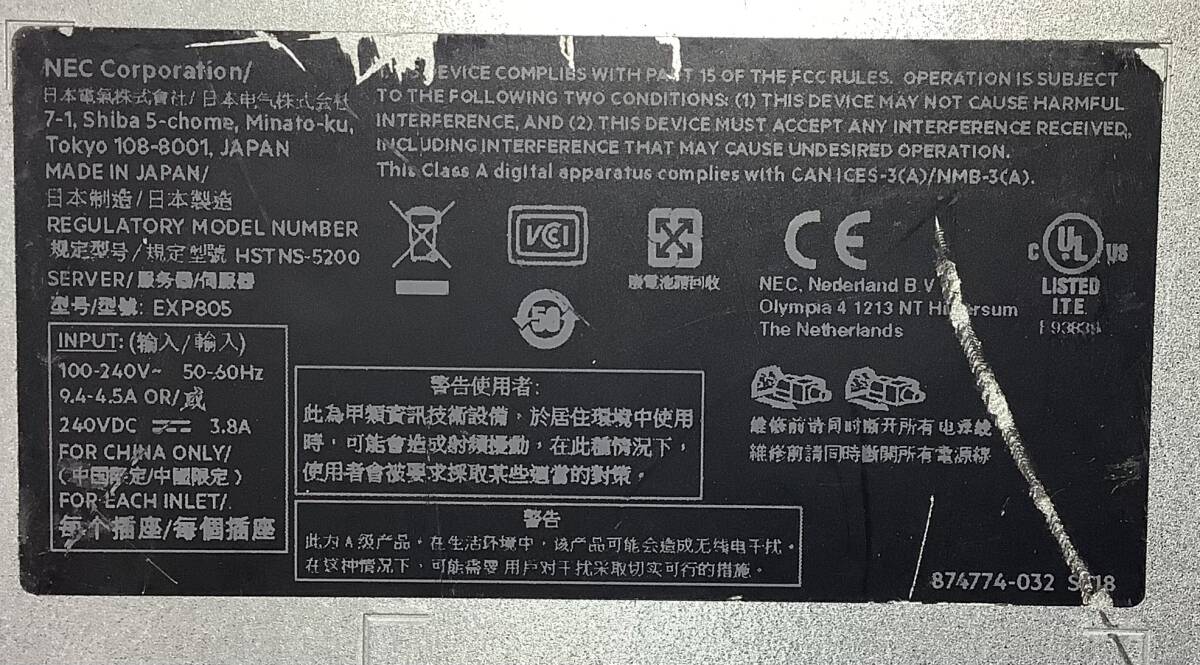 NEC Corporation/
日本電氣株式會社/日本电气株式会社
7-1, Shiba 5-chome, Minato-ku,
Tokyo 108-8001, JAPAN
MADE IN JAPAN/
日本制造/日本製造
REGULATORY MODEL NUMBER
规定型号/規定型號 HSTNS-5200
SERVER/服务器/伺服器
型号/型號: EXP805
INPUT: (输入/輸入)
100-240V~ 50-60Hz
9.4-4.5A OR/或
240VDC 3.8A
FOR CHINA ONLY/
(中国限定/中國限定)
FOR EACH INLET/
每个插座/每個插座
DEVICE COMPLIES WITH PART 15 OF THE FCC RULES. OPERATION IS SUBJECT
TO THE FOLLOWING TWO CONDITIONS: (1) THIS DEVICE MAY NOT CAUSE HARMFUL
INTERFERENCE, AND (2) THIS DEVICE MUST ACCEPT ANY INTERFERENCE RECEIVED,
INCLUDING INTERFERENCE THAT MAY CAUSE UNDESIRED OPERATION.
This Class A digital apparatus complies with CAN ICES-3(A)/NMB-3(A).
VCCI
廢電池請回收
50
CE
NEC, Nederland B.V
Olympia 4 1213 NT
The Netherlands
C UL US
LISTED
I.T.E.
警告使用者:
此為甲類資訊技術設備，於居住環境中使用
時，可能會造成射頻擾動，在此種情況下，
使用者會被要求採取某些適當的對策。
警告
此为A级产品，在生活环境中，该产品可能会造成无线电干扰。
在这种情况下，可能需要用户对干扰采取切实可行的措施。
维修前请同时断开所有电源线
維修前請同時斷開所有電源線
874774-032